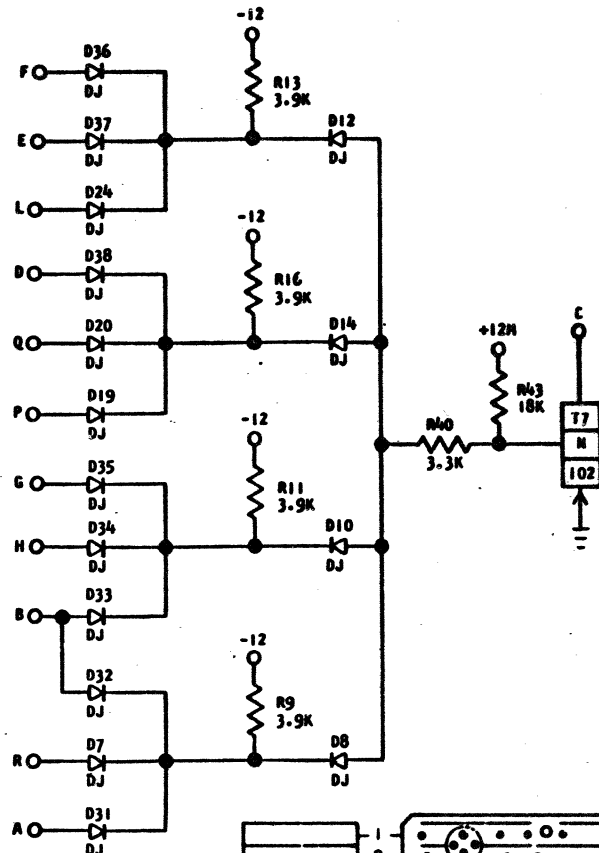 -12
D36
F
DJ
R13
3.9K
D37
E
DJ
D12
DJ
D24
L
DJ
-12
D38
D
DJ
R16
3.9K
D20
Q
DJ
D14
DJ
D19
P
DJ
+12M
C
R43
18K
T7
N
102
R40
3.3K
-12
D35
G
DJ
R11
3.9K
D34
H
DJ
D10
DJ
D33
B
DJ
-12
D32
DJ
R9
3.9K
D7
R
DJ
D8
DJ
D31
A
DJ
1